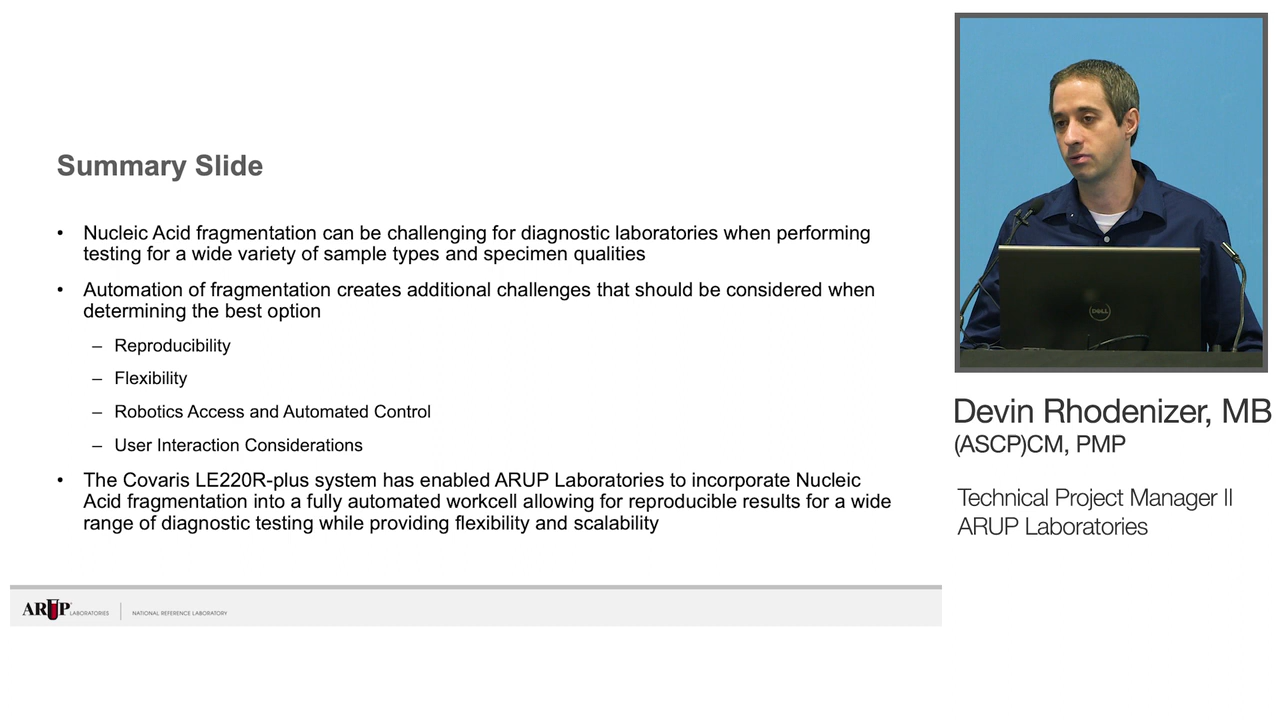 Summary Slide
• Nucleic Acid fragmentation can be challenging for diagnostic laboratories when performing
testing for a wide variety of sample types and specimen qualities
• Automation of fragmentation creates additional challenges that should be considered when
determining the best option
– Reproducibility
– Flexibility
– Robotics Access and Automated Control
– User Interaction Considerations
• The Covaris LE220R-plus system has enabled ARUP Laboratories to incorporate Nucleic
Acid fragmentation into a fully automated workcell allowing for reproducible results for a wide
range of diagnostic testing while providing flexibility and scalability
ARUP LABORATORIES | NATIONAL REFERENCE LABORATORY
DELL
Devin Rhodenizer, MB
(ASCP)CM, PMP
Technical Project Manager II
ARUP Laboratories